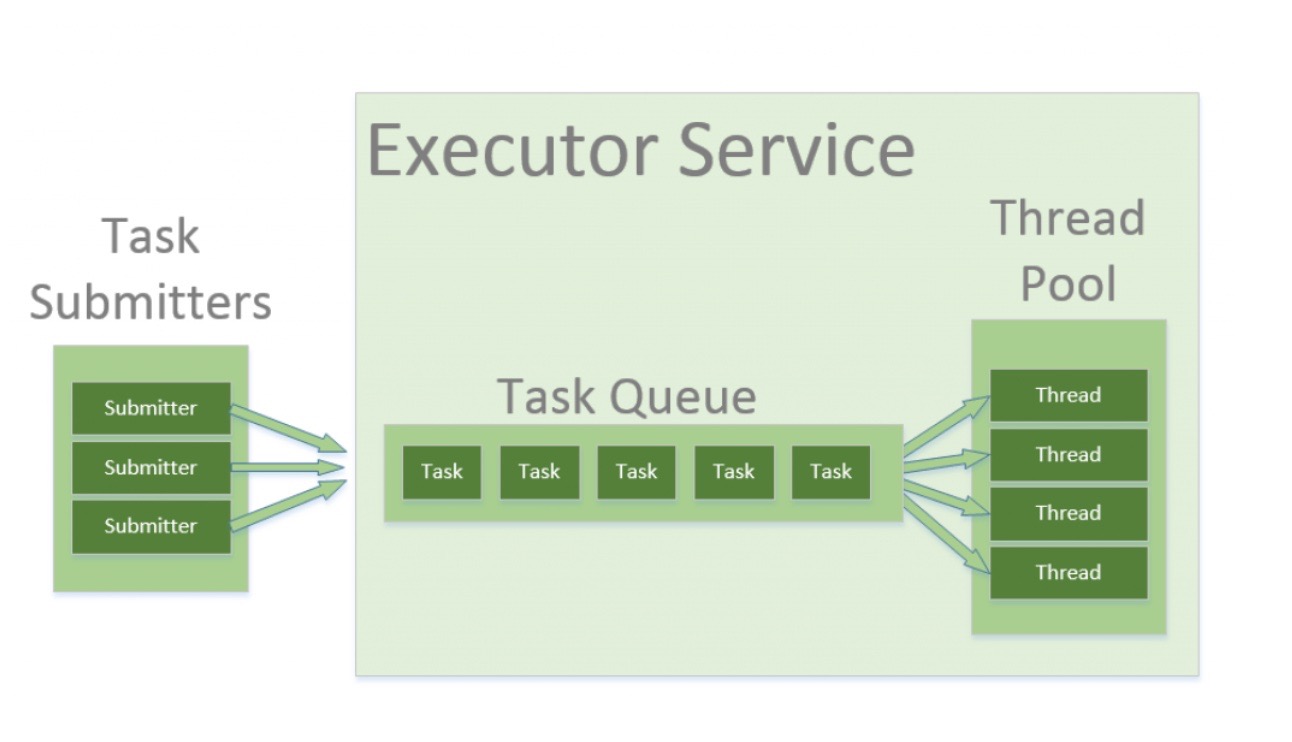 Executor Service
Task
Submitters
Submitter
Submitter
Submitter
Task Queue
Task Task Task Task Task
Thread
Pool
Thread
Thread
Thread
Thread